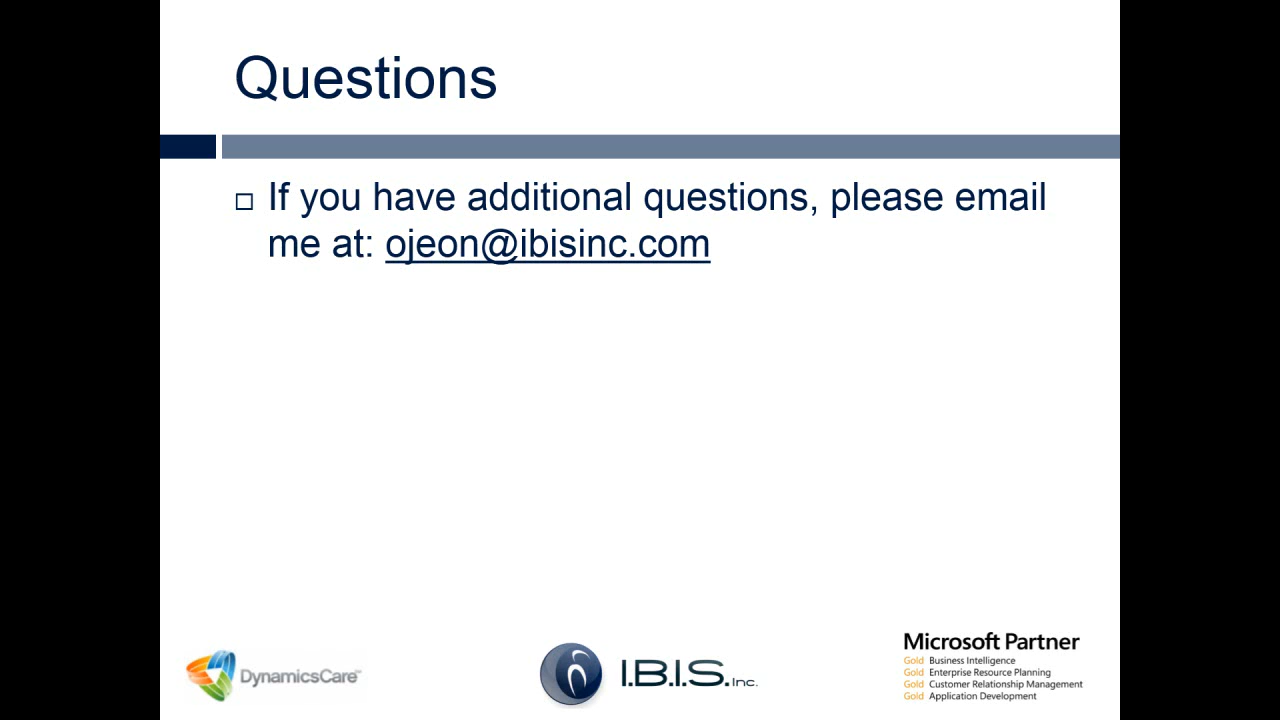 Questions
If you have additional questions, please email
me at: ojeon@ibisinc.com
DynamicsCare™
I.B.I.S. Inc.
Microsoft Partner
Gold Business Intelligence
Gold Enterprise Resource Planning
Gold Customer Relationship Management
Gold Application Development